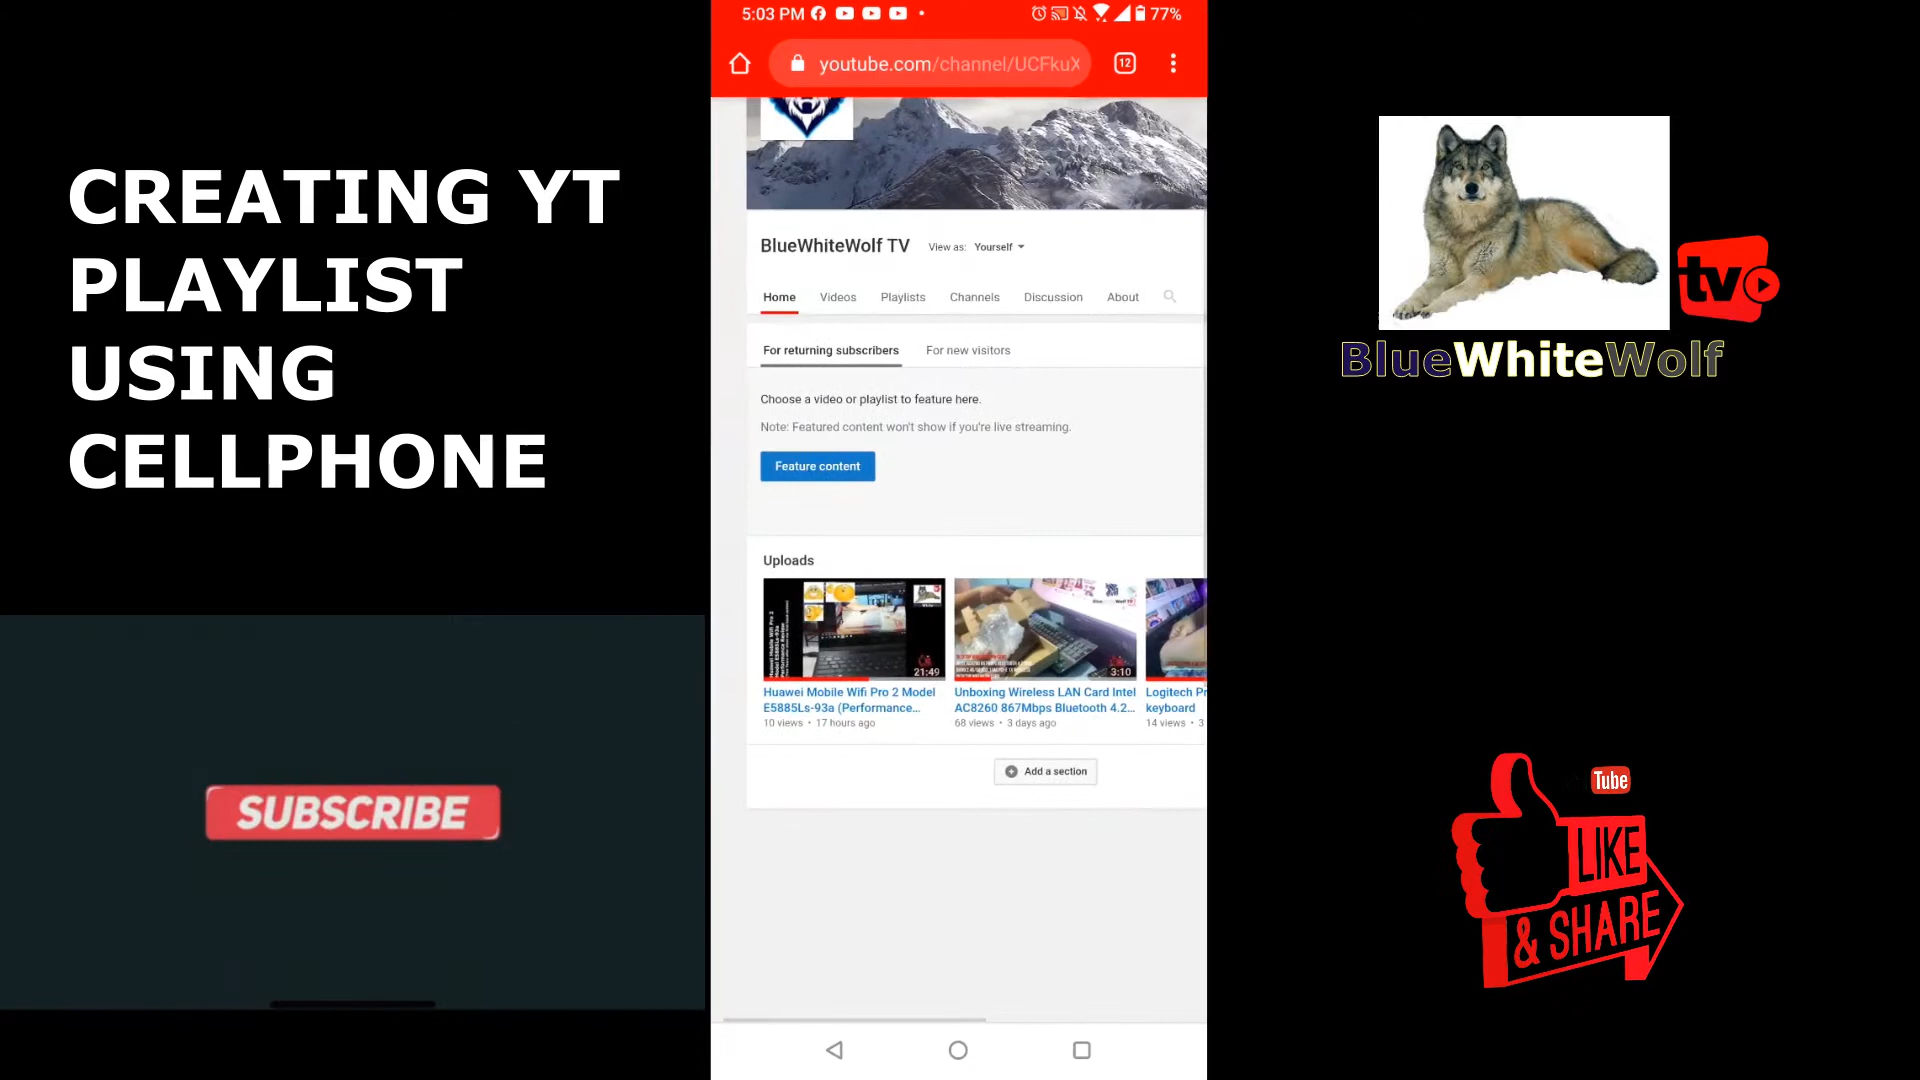 CREATING YT
PLAYLIST
USING
CELLPHONE
SUBSCRIBE
5:03 PM
77%
youtube.com/channel/UCFkuX
12
BlueWhiteWolf TV
View as: Yourself
Home
Videos
Playlists
Channels
Discussion
About
For returning subscribers
For new visitors
Choose a video or playlist to feature here.
Note: Featured content won't show if you're live streaming.
Feature content
Uploads
21:49
3:10
Huawei Mobile Wifi Pro 2 Model
E5885Ls-93a (Performance...
10 views • 17 hours ago
Unboxing Wireless LAN Card Intel
AC8260 867Mbps Bluetooth 4.2...
68 views • 3 days ago
Logitech Pr
keyboard
14 views • 3
Add a section
tv
BlueWhiteWolf
Tube
LIKE
& SHARE